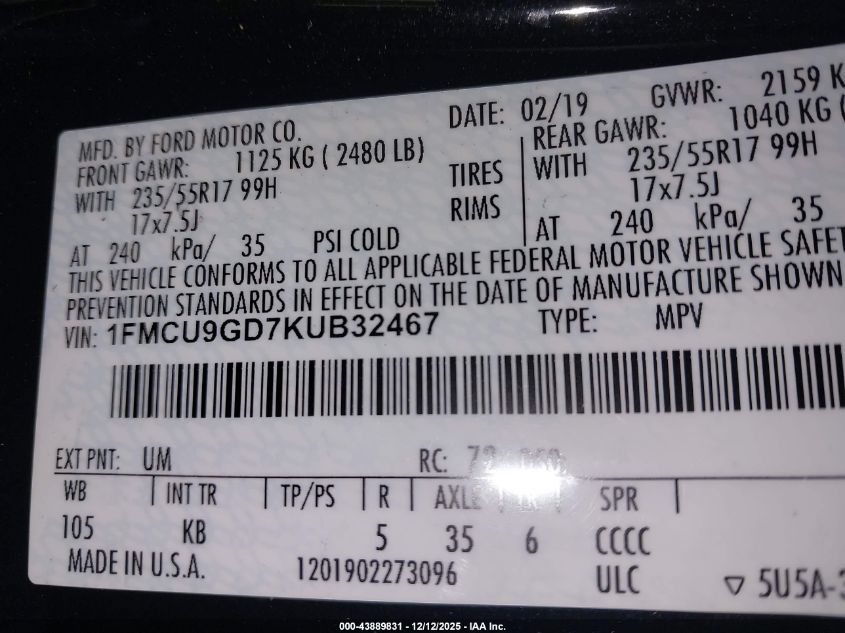 MFD. BY FORD MOTOR CO. DATE: 02/19 GVWR: 2159 K
FRONT GAWR: 1125 KG ( 2480 LB) REAR GAWR: 1040 KG (
WITH 235/55R17 99H TIRES WITH 235/55R17 99H
17x7.5J RIMS 17x7.5J
AT 240 kPa/ 35 PSI COLD AT 240 kPa/ 35
THIS VEHICLE CONFORMS TO ALL APPLICABLE FEDERAL MOTOR VEHICLE SAFET
PREVENTION STANDARDS IN EFFECT ON THE DATE OF MANUFACTURE SHOWN
VIN: 1FMCU9GD7KUB32467 TYPE: MPV
EXT PNT: UM RC:
WB INT TR TP/PS R AXLE SPR
105 KB 5 35 6 CCCC
MADE IN U.S.A. 1201902273096 ULC ▽ 5U5A-
000-43889831 - 12/12/2025 - IAA Inc.